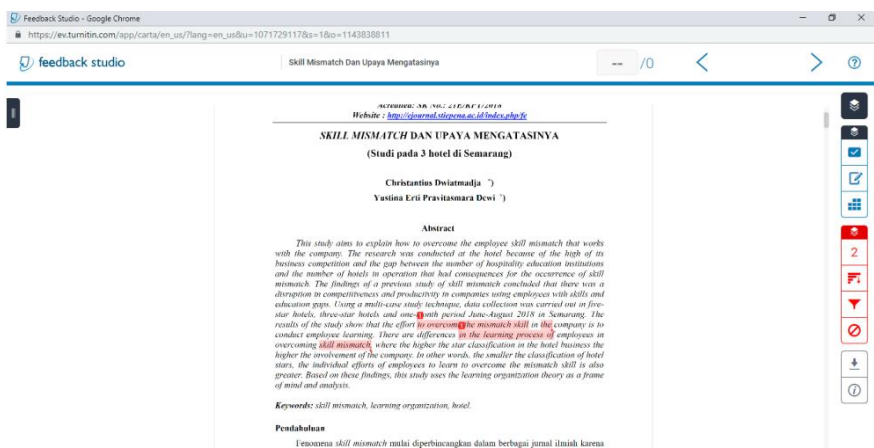 Feedback Studio - Google Chrome
https://ev.turnitin.com/app/carta/en_us/?lang=en_us&u=1071729117&s=1&o=1143838811
feedback studio
Skill Mismatch Dan Upaya Mengatasinya
-- /0
Website : http://ejournal.stiepena.ac.id/index.php/fe
SKILL MISMATCH DAN UPAYA MENGATASINYA
(Studi pada 3 hotel di Semarang)
Christantius Dwiatmadja *)
Yustina Erti Pravitasmara Dewi *)
Abstract
This study aims to explain how to overcome the employee skill mismatch that works
with the company. The research was conducted at the hotel because of the high of its
business competition and the gap between the number of hospitality education institutions
and the number of hotels in operation that had consequences for the occurrence of skill
mismatch. The findings of a previous study of skill mismatch concluded that there was a
disruption in competitiveness and productivity in companies using employees with skills and
education gaps. Using a multi-case study technique, data collection was carried out in five-
star hotels, three-star hotels and one-month period June-August 2018 in Semarang. The
results of the study show that the effort to overcome the mismatch skill in the company is to
conduct employee learning. There are differences in the learning process of employees in
overcoming skill mismatch, where the higher the star classification in the hotel business the
higher the involvement of the company. In other words, the smaller the classification of hotel
stars, the individual efforts of employees to learn to overcome the mismatch skill is also
greater. Based on these findings, this study uses the learning organization theory as a frame
of mind and analysis.
Keywords: skill mismatch, learning organization, hotel.
Pendahuluan
Fenomena skill mismatch mulai diperbincangkan dalam berbagai jurnal ilmiah karena
2